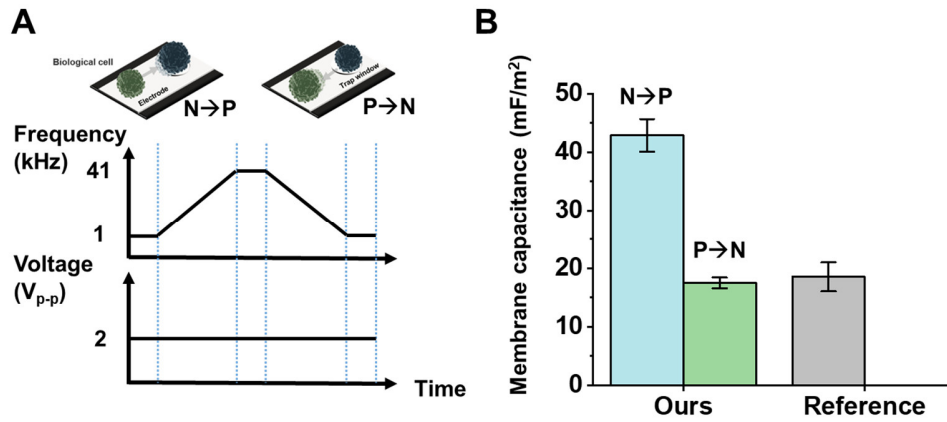 A
Biological cell
Electrode
N→P
Trap window
P→N
Frequency
(kHz)
41
1
Voltage
(Vp-p)
2
Time
B
Membrane capacitance (mF/m²)
50
40
30
20
10
0
N→P
P→N
Ours
Reference